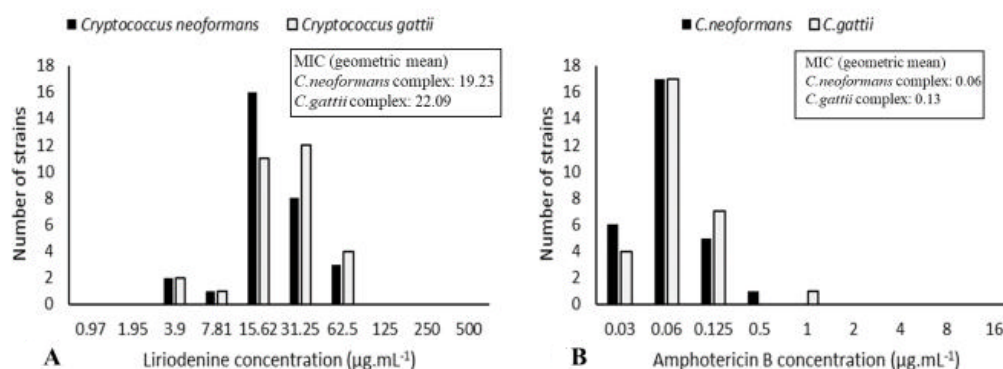 ■ Cryptococcus neoformans □ Cryptococcus gattii
MIC (geometric mean)
C.neoformans complex: 19.23
C.gattii complex: 22.09
Number of strains
18
16
14
12
10
8
6
4
2
0
0.97 1.95 3.9 7.81 15.62 31.25 62.5 125 250 500
A
Liriodenine concentration (µg.mL⁻¹)
■ C.neoformans □ C.gattii
MIC (geometric mean)
C.neoformans complex: 0.06
C.gattii complex: 0.13
Number of strains
18
16
14
12
10
8
6
4
2
0
0.03 0.06 0.125 0.5 1 2 4 8 16
B
Amphotericin B concentration (µg.mL⁻¹)